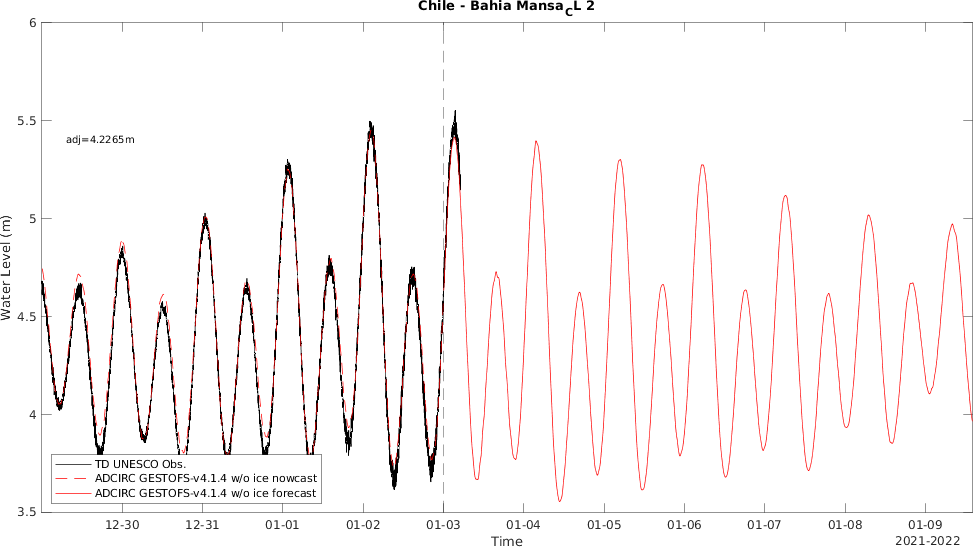 Chile - Bahia Mansa_CL 2
6
5.5
5
4.5
4
3.5
Water Level (m)
adj=4.2265m
TD UNESCO Obs.
ADCIRC GESTOFS-v4.1.4 w/o ice nowcast
ADCIRC GESTOFS-v4.1.4 w/o ice forecast
12-30 12-31 01-01 01-02 01-03 01-04 01-05 01-06 01-07 01-08 01-09
Time
2021-2022